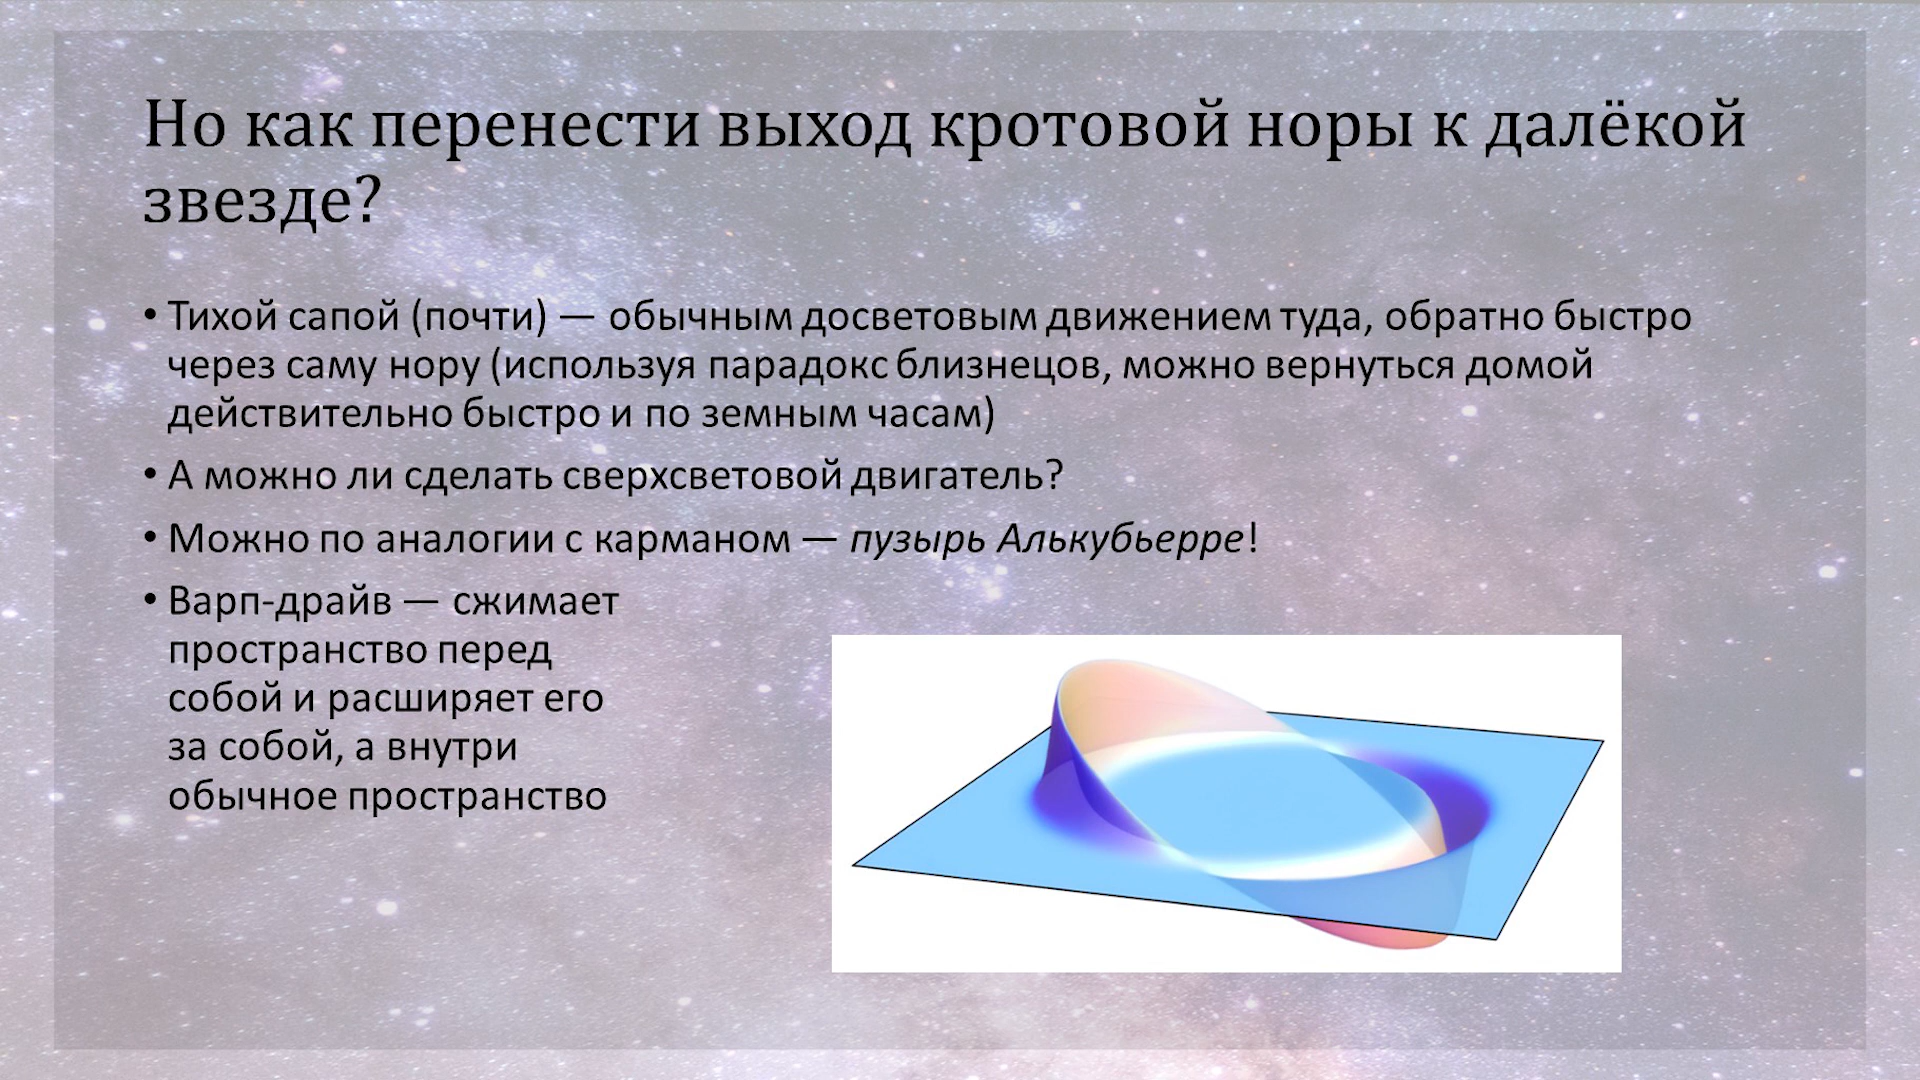 Но как перенести выход кротовой норы к далёкой
звезде?
• Тихой сапой (почти) — обычным досветовым движением туда, обратно быстро
через саму нору (используя парадокс близнецов, можно вернуться домой
действительно быстро и по земным часам)
• А можно ли сделать сверхсветовой двигатель?
• Можно по аналогии с карманом — пузырь Алькубьерре!
• Варп-драйв — сжимает
пространство перед
собой и расширяет его
за собой, а внутри
обычное пространство